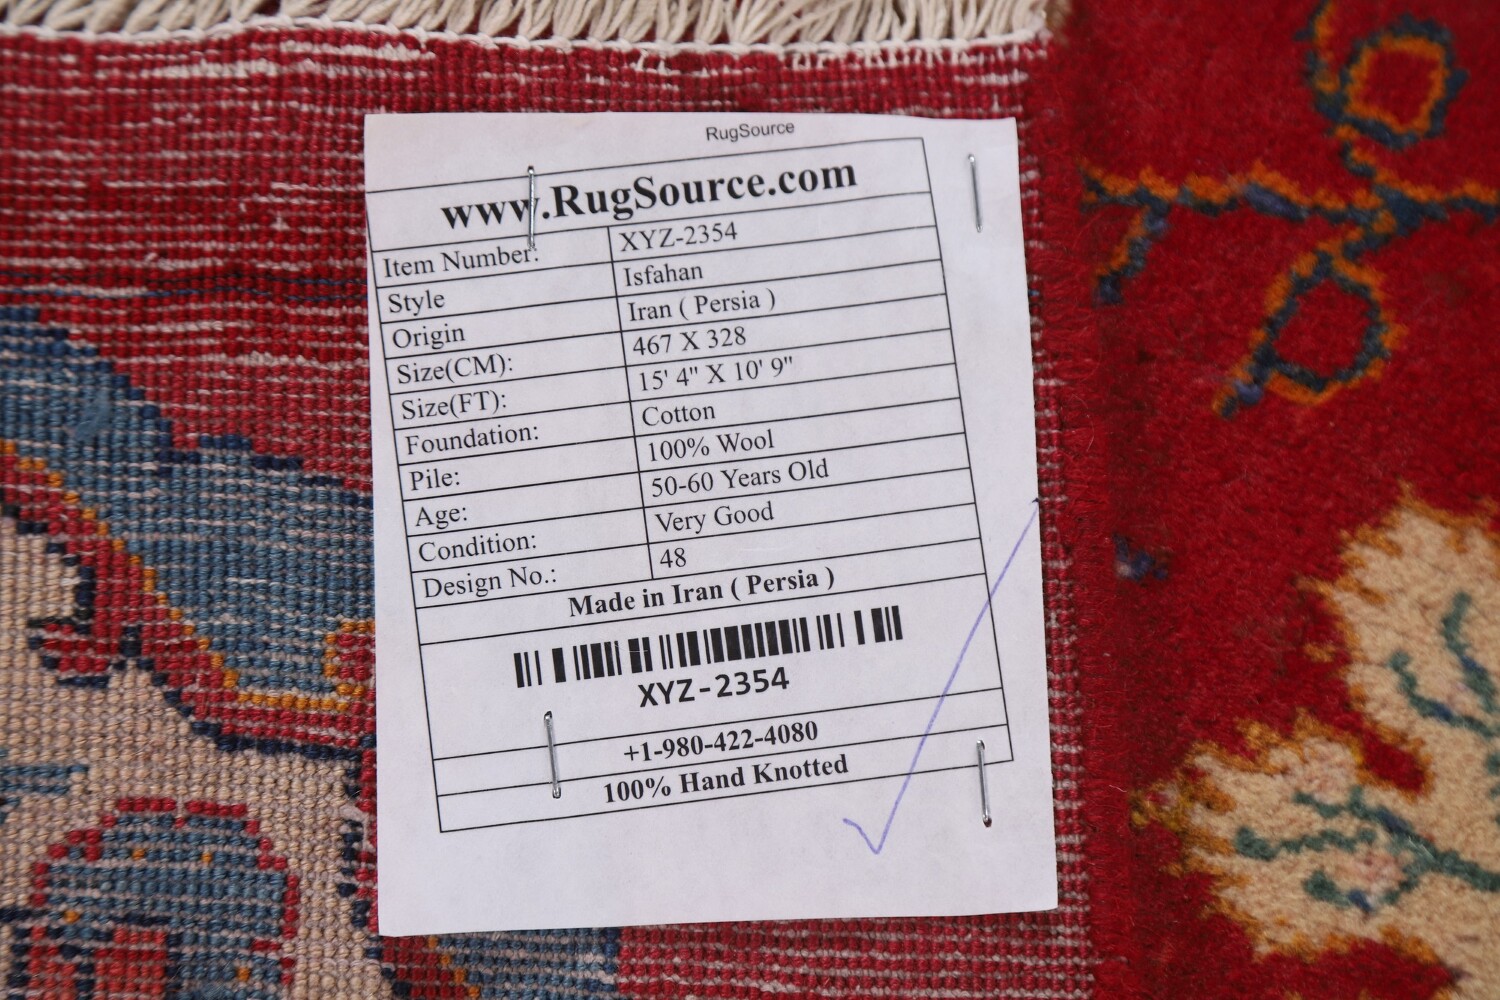 RugSource
www.RugSource.com
Item Number: XYZ-2354
Style Isfahan
Origin Iran ( Persia )
Size(CM): 467 X 328
Size(FT): 15' 4" X 10' 9"
Foundation: Cotton
Pile: 100% Wool
Age: 50-60 Years Old
Condition: Very Good
Design No.: 48
Made in Iran ( Persia )
XYZ-2354
+1-980-422-4080
100% Hand Knotted